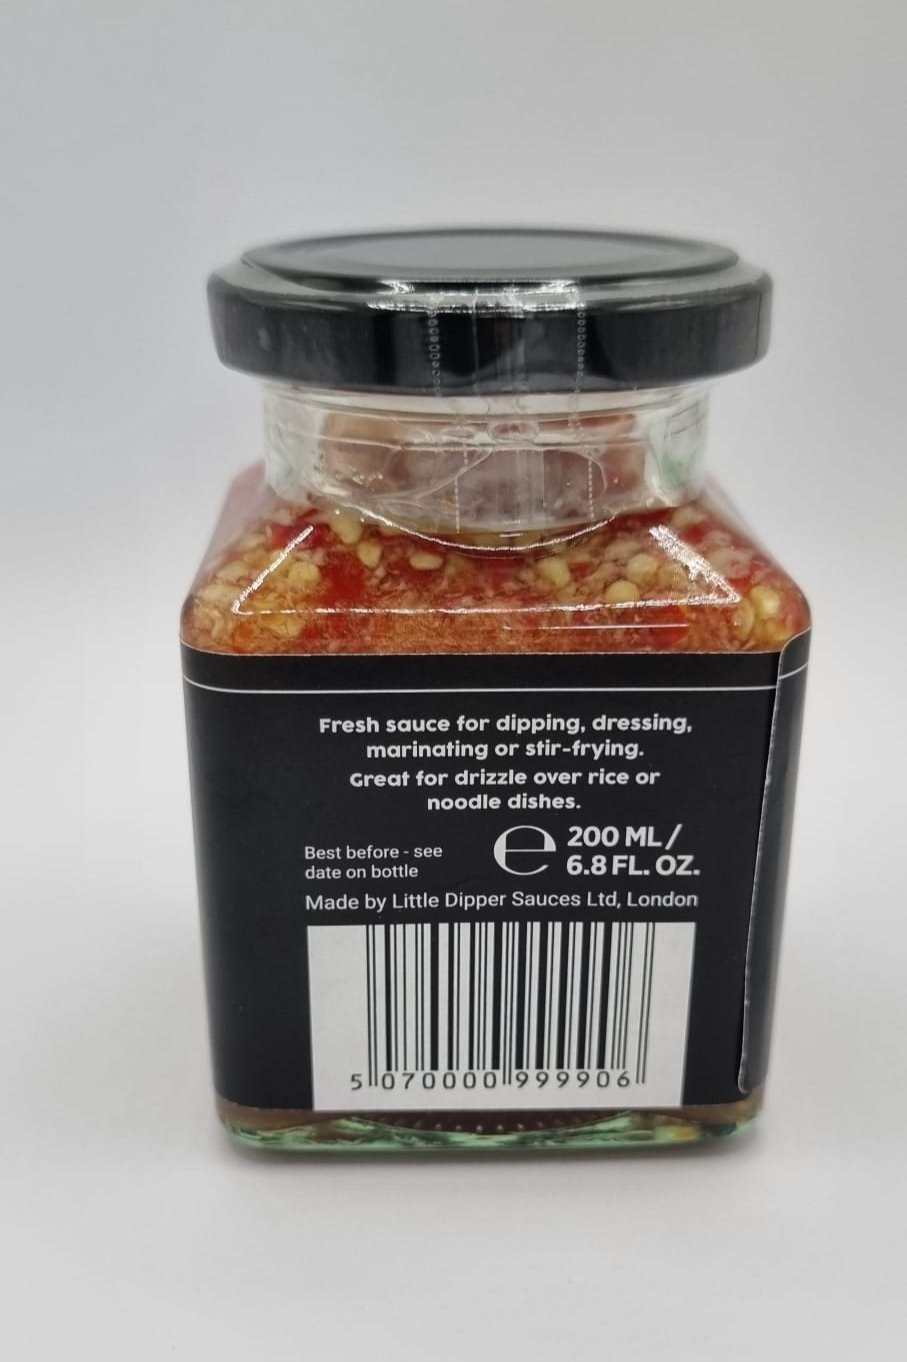 Fresh sauce for dipping, dressing,
marinating or stir-frying.
Great for drizzle over rice or
noodle dishes.
Best before - see
date on bottle
e 200 ML/
6.8 FL. OZ.
Made by Little Dipper Sauces Ltd, London
5 070000 999906